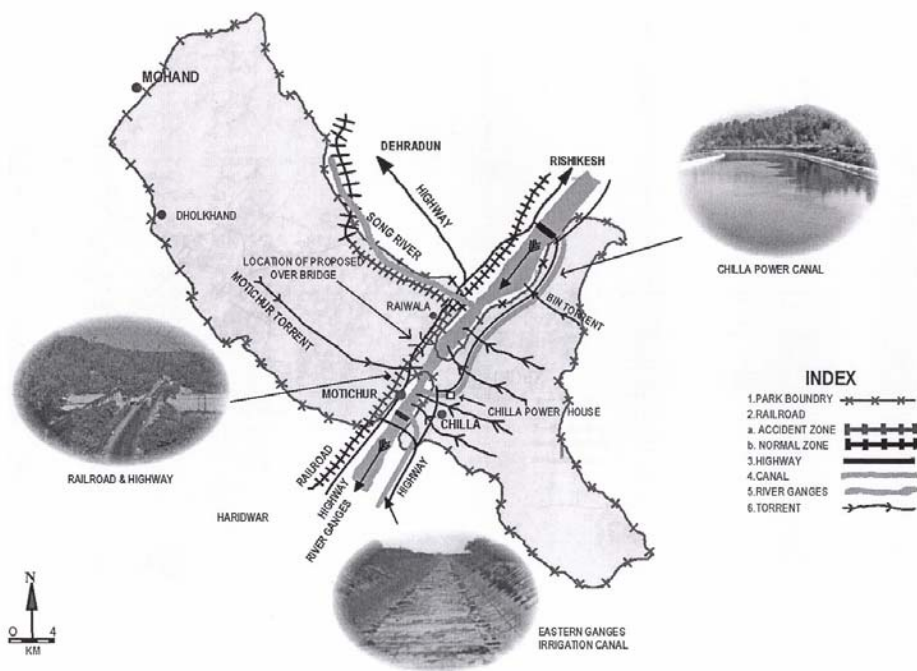 MOHAND
DEHRADUN
RISHIKESH
HIGHWAY
DHOLKHAND
SONG RIVER
CHILLA POWER CANAL
LOCATION OF PROPOSED
OVER BRIDGE
MOTICHUR TORRENT
RAIWALA
BIN TORRENT
MOTICHUR
CHILLA POWER HOUSE
CHILLA
RAILROAD & HIGHWAY
RAILROAD
HIGHWAY
HIGHWAY
HARIDWAR
RIVER GANGES
INDEX
1.PARK BOUNDRY
2.RAILROAD
a. ACCIDENT ZONE
b. NORMAL ZONE
3.HIGHWAY
4.CANAL
5.RIVER GANGES
6.TORRENT
N
0 4
KM
EASTERN GANGES
IRRIGATION CANAL